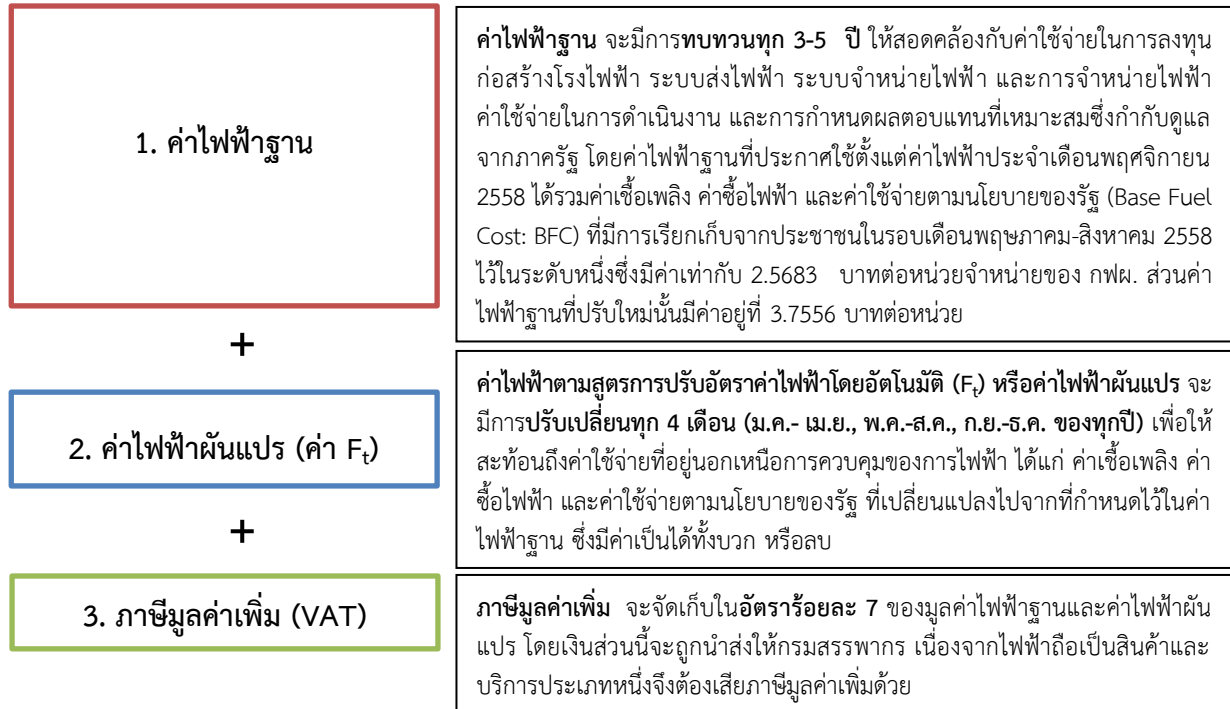 1. ค่าไฟฟ้าฐาน
ค่าไฟฟ้าฐาน จะมีการทบทวนทุก 3-5 ปี ให้สอดคล้องกับค่าใช้จ่ายในการลงทุน
ก่อสร้างโรงไฟฟ้า ระบบส่งไฟฟ้า ระบบจำหน่ายไฟฟ้า และการจำหน่ายไฟฟ้า
ค่าใช้จ่ายในการดำเนินงาน และการกำหนดผลตอบแทนที่เหมาะสมซึ่งกำกับดูแล
จากภาครัฐ โดยค่าไฟฟ้าฐานที่ประกาศใช้ตั้งแต่ค่าไฟฟ้าประจำเดือนพฤศจิกายน
2558 ได้รวมค่าเชื้อเพลิง ค่าซื้อไฟฟ้า และค่าใช้จ่ายตามนโยบายของรัฐ (Base Fuel
Cost: BFC) ที่มีการเรียกเก็บจากประชาชนในรอบเดือนพฤษภาคม-สิงหาคม 2558
ไว้ในระดับหนึ่งซึ่งมีค่าเท่ากับ 2.5683 บาทต่อหน่วยจำหน่ายของ กฟผ. ส่วนค่า
ไฟฟ้าฐานที่ปรับใหม่นั้นมีค่าอยู่ที่ 3.7556 บาทต่อหน่วย
+
2. ค่าไฟฟ้าผันแปร (ค่า Ft)
ค่าไฟฟ้าตามสูตรการปรับอัตราค่าไฟฟ้าโดยอัตโนมัติ (Ft) หรือค่าไฟฟ้าผันแปร จะ
มีการปรับเปลี่ยนทุก 4 เดือน (ม.ค.- เม.ย., พ.ค.-ส.ค., ก.ย.-ธ.ค. ของทุกปี) เพื่อให้
สะท้อนถึงค่าใช้จ่ายที่อยู่นอกเหนือการควบคุมของการไฟฟ้า ได้แก่ ค่าเชื้อเพลิง ค่า
ซื้อไฟฟ้า และค่าใช้จ่ายตามนโยบายของรัฐ ที่เปลี่ยนแปลงไปจากที่กำหนดไว้ในค่า
ไฟฟ้าฐาน ซึ่งมีค่าเป็นได้ทั้งบวก หรือลบ
+
3. ภาษีมูลค่าเพิ่ม (VAT)
ภาษีมูลค่าเพิ่ม จะจัดเก็บในอัตราร้อยละ 7 ของมูลค่าไฟฟ้าฐานและค่าไฟฟ้าผัน
แปร โดยเงินส่วนนี้จะถูกนำส่งให้กรมสรรพากร เนื่องจากไฟฟ้าถือเป็นสินค้าและ
บริการประเภทหนึ่งจึงต้องเสียภาษีมูลค่าเพิ่มด้วย